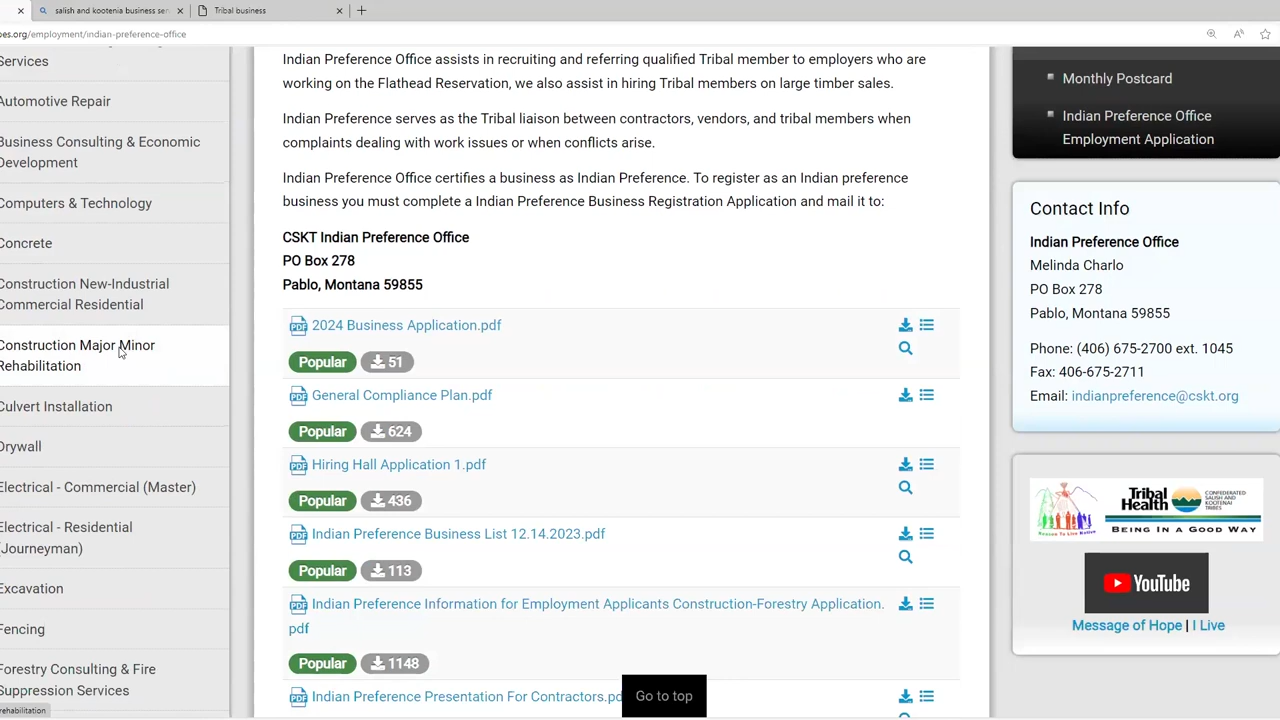 salish and kootenia business ser
Tribal business
bes.org/employment/indian-preference-office
Services
Automotive Repair
Business Consulting & Economic
Development
Computers & Technology
Concrete
Construction New-Industrial
Commercial Residential
Construction Major Minor
Rehabilitation
Culvert Installation
Drywall
Electrical - Commercial (Master)
Electrical - Residential
(Journeyman)
Excavation
Fencing
Forestry Consulting & Fire
Suppression Services
rehabilitation
Indian Preference Office assists in recruiting and referring qualified Tribal member to employers who are
working on the Flathead Reservation, we also assist in hiring Tribal members on large timber sales.
Indian Preference serves as the Tribal liaison between contractors, vendors, and tribal members when
complaints dealing with work issues or when conflicts arise.
Indian Preference Office certifies a business as Indian Preference. To register as an Indian preference
business you must complete a Indian Preference Business Registration Application and mail it to:
CSKT Indian Preference Office
PO Box 278
Pablo, Montana 59855
PDF 2024 Business Application.pdf
Popular 51
PDF General Compliance Plan.pdf
Popular 624
PDF Hiring Hall Application 1.pdf
Popular 436
PDF Indian Preference Business List 12.14.2023.pdf
Popular 113
PDF Indian Preference Information for Employment Applicants Construction-Forestry Application.
pdf
Popular 1148
PDF Indian Preference Presentation For Contractors.pd
Go to top
Monthly Postcard
Indian Preference Office
Employment Application
Contact Info
Indian Preference Office
Melinda Charlo
PO Box 278
Pablo, Montana 59855
Phone: (406) 675-2700 ext. 1045
Fax: 406-675-2711
Email: indianpreference@cskt.org
Tribal
Health
CONFEDERATED
SALISH AND
KOOTENAI
TRIBES
BEING IN A GOOD WAY
YouTube
Message of Hope | I Live